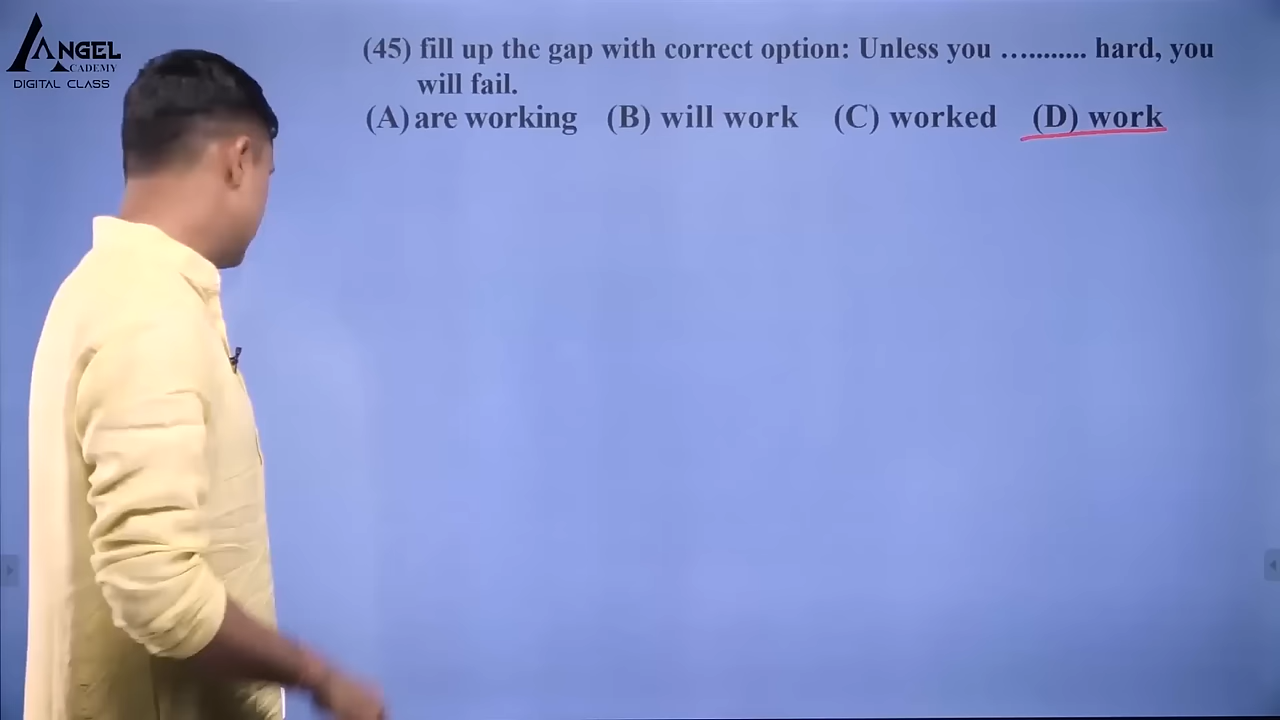 ANGEL
ACADEMY
DIGITAL CLASS
(45) fill up the gap with correct option: Unless you ............ hard, you
will fail.
(A) are working (B) will work (C) worked (D) work